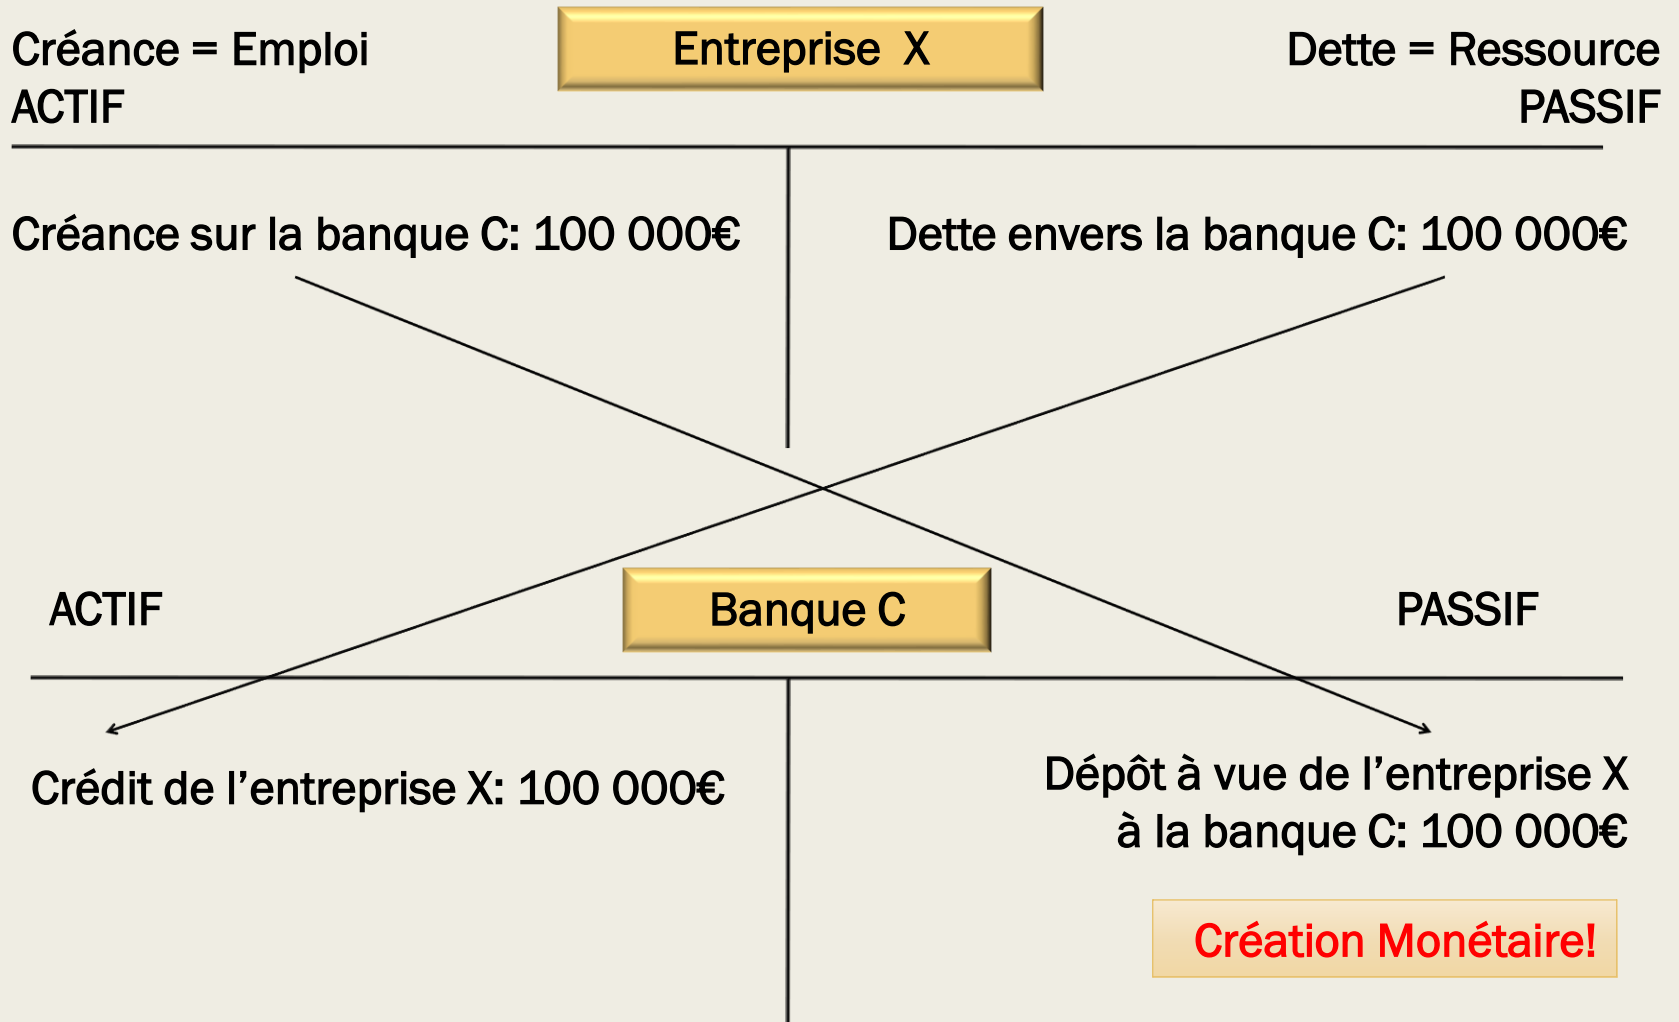 Créance = Emploi
Entreprise  X
Dette = Ressource
ACTIF
PASSIF
Créance sur la banque C: 100 000€
Dette envers la banque C: 100 000€
ACTIF
Banque C
PASSIF
Crédit de l’entreprise X: 100 000€
Dépôt à vue de l’entreprise X
à la banque C: 100 000€
Création Monétaire!